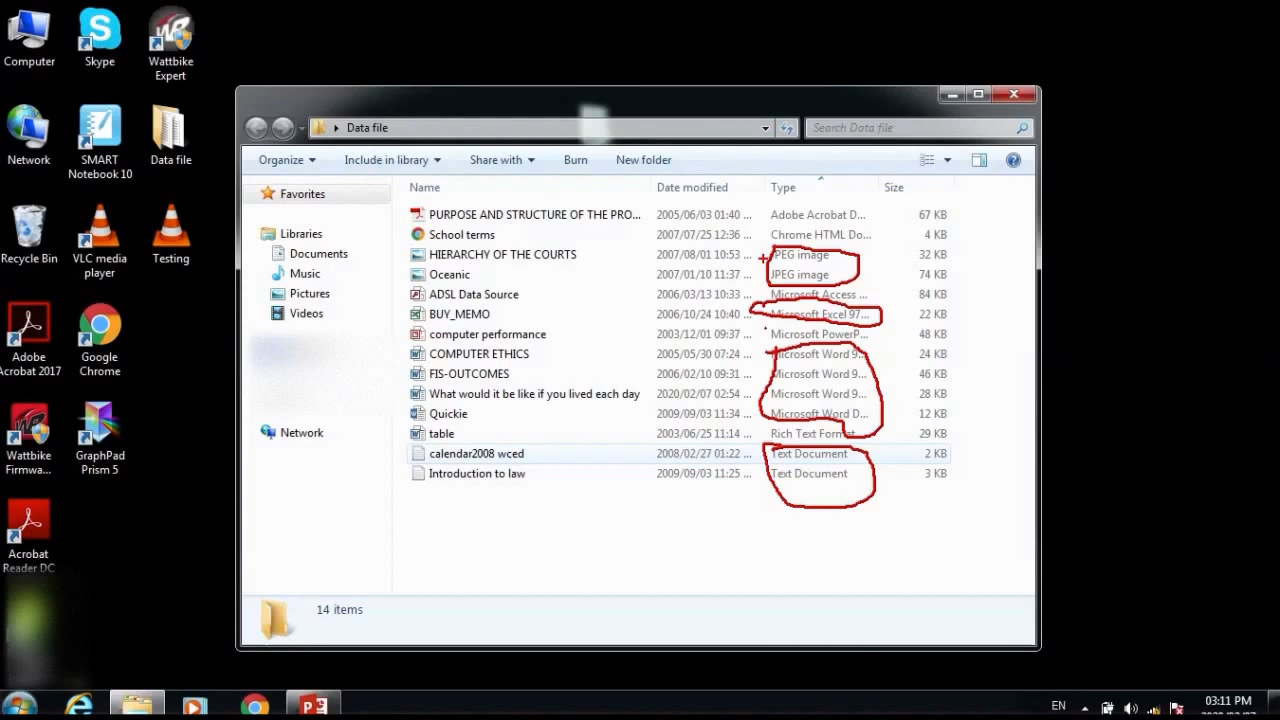 Computer
Skype
Wattbike
Expert
Network
SMART
Notebook 10
Data file
Recycle Bin
VLC media
player
Testing
Adobe
Acrobat 2017
Google
Chrome
Wattbike
Firmwa...
GraphPad
Prism 5
Acrobat
Reader DC
Data file
Search Data file
Organize
Include in library
Share with
Burn
New folder
Favorites
Libraries
Documents
Music
Pictures
Videos
Network
Name Date modified Type Size
PURPOSE AND STRUCTURE OF THE PRO... 2005/06/03 01:40 ... Adobe Acrobat D... 67 KB
School terms 2007/07/25 12:36 ... Chrome HTML Do... 4 KB
HIERARCHY OF THE COURTS 2007/08/01 10:53 ... JPEG image 32 KB
Oceanic 2007/01/10 11:37 ... JPEG image 74 KB
ADSL Data Source 2006/03/13 10:33 ... Microsoft Access ... 84 KB
BUY_MEMO 2006/10/24 10:40 ... Microsoft Excel 97... 22 KB
computer performance 2003/12/01 09:37 ... Microsoft PowerP... 48 KB
COMPUTER ETHICS 2005/05/30 07:24 ... Microsoft Word 9... 24 KB
FIS-OUTCOMES 2006/02/10 09:31 ... Microsoft Word 9... 46 KB
What would it be like if you lived each day 2020/02/07 02:54 ... Microsoft Word 9... 28 KB
Quickie 2009/09/03 11:34 ... Microsoft Word D... 12 KB
table 2003/06/25 11:14 ... Rich Text Format 29 KB
calendar2008 wced 2008/02/27 01:22 ... Text Document 2 KB
Introduction to law 2009/09/03 11:25 ... Text Document 3 KB
14 items
EN
03:11 PM